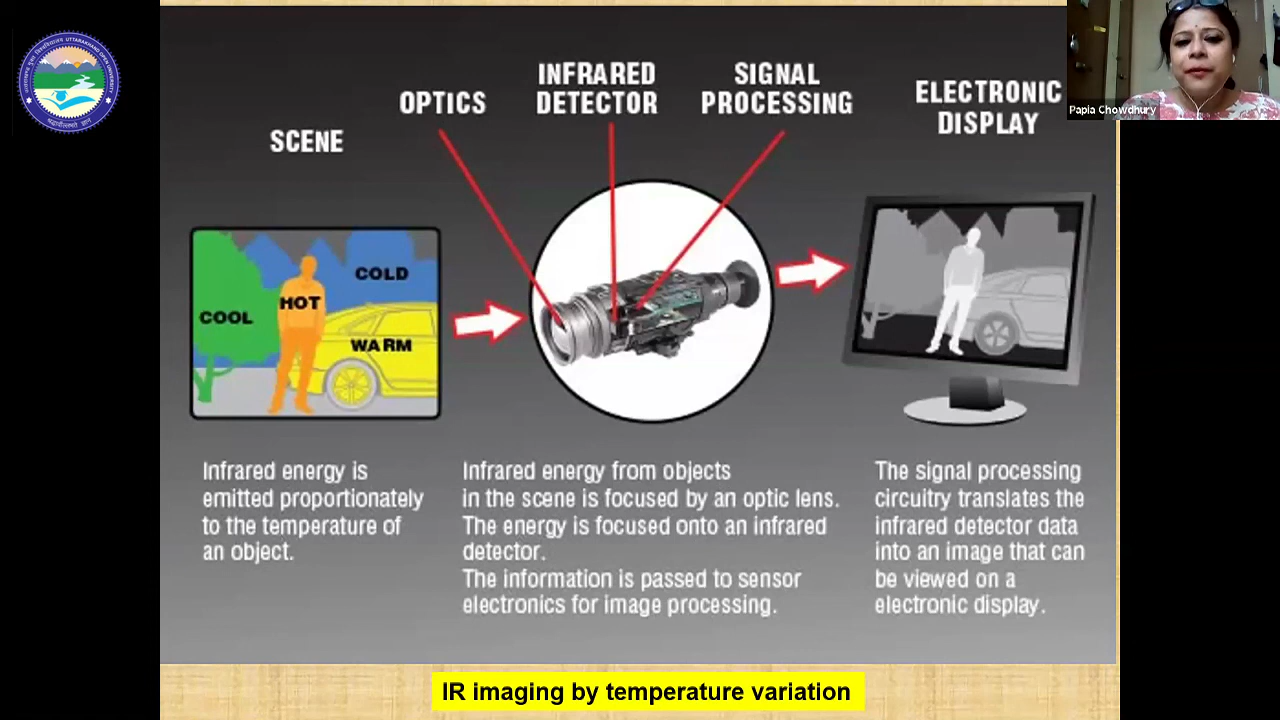 UTTARAKHAND OPEN UNIVERSITY
Papia Chowdhury
SCENE
OPTICS
INFRARED
DETECTOR
SIGNAL
PROCESSING
ELECTRONIC
DISPLAY
COOL
HOT
COLD
WARM
Infrared energy is
emitted proportionately
to the temperature of
an object.
Infrared energy from objects
in the scene is focused by an optic lens.
The energy is focused onto an infrared
detector.
The information is passed to sensor
electronics for image processing.
The signal processing
circuitry translates the
infrared detector data
into an image that can
be viewed on a
electronic display.
IR imaging by temperature variation